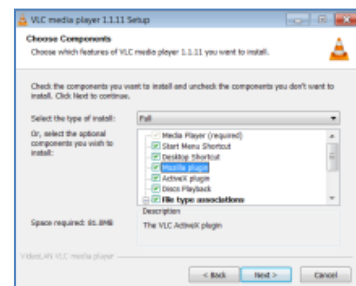 VLC media player 1.1.11 Setup
Choose Components
Choose which features of VLC media player 1.1.11 you want to install.
Check the components you want to install and uncheck the components you don't want to
install. Click Next to continue.
Select the type of install:
Full
Or, select the optional
components you wish to
install:
Media Player (required)
Start Menu Shortcut
Desktop Shortcut
Mozilla plugin
ActiveX plugin
Discs Playback
File type associations
Space required: 81.8MB
Description
The VLC ActiveX plugin
VideoLAN VLC media player
< Back
Next >
Cancel